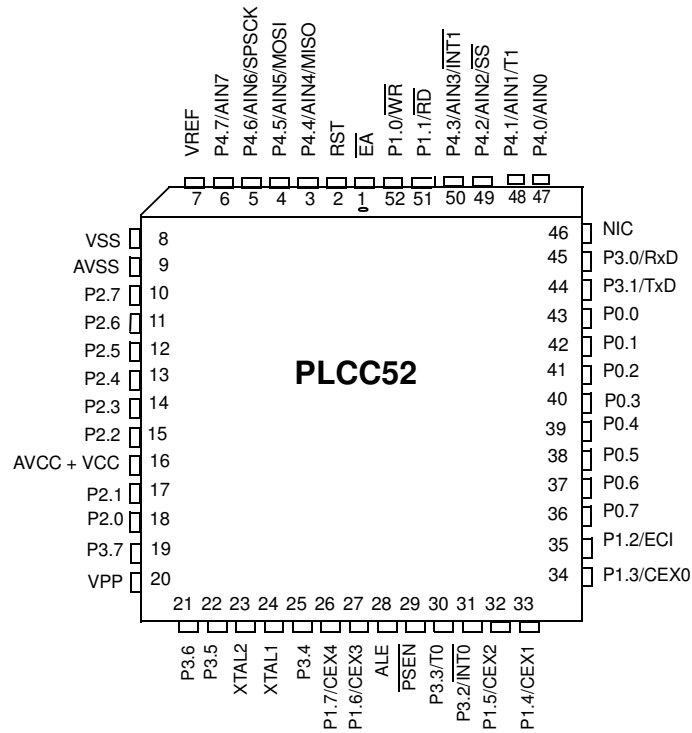 VREF
P4.7/AIN7
P4.6/AIN6/SPSCK
P4.5/AIN5/MOSI
P4.4/AIN4/MISO
RST
EA
P1.0/WR
P1.1/RD
P4.3/AIN3/INT1
P4.2/AIN2/SS
P4.1/AIN1/T1
P4.0/AIN0
7 6 5 4 3 2 1 52 51 50 49 48 47
VSS 8
AVSS 9
P2.7 10
P2.6 11
P2.5 12
P2.4 13
P2.3 14
P2.2 15
AVCC + VCC 16
P2.1 17
P2.0 18
P3.7 19
VPP 20
PLCC52
46 NIC
45 P3.0/RxD
44 P3.1/TxD
43 P0.0
42 P0.1
41 P0.2
40 P0.3
39 P0.4
38 P0.5
37 P0.6
36 P0.7
35 P1.2/ECI
34 P1.3/CEX0
21 22 23 24 25 26 27 28 29 30 31 32 33
P3.6
P3.5
XTAL2
XTAL1
P3.4
P1.7/CEX4
P1.6/CEX3
ALE
PSEN
P3.3/T0
P3.2/INT0
P1.5/CEX2
P1.4/CEX1